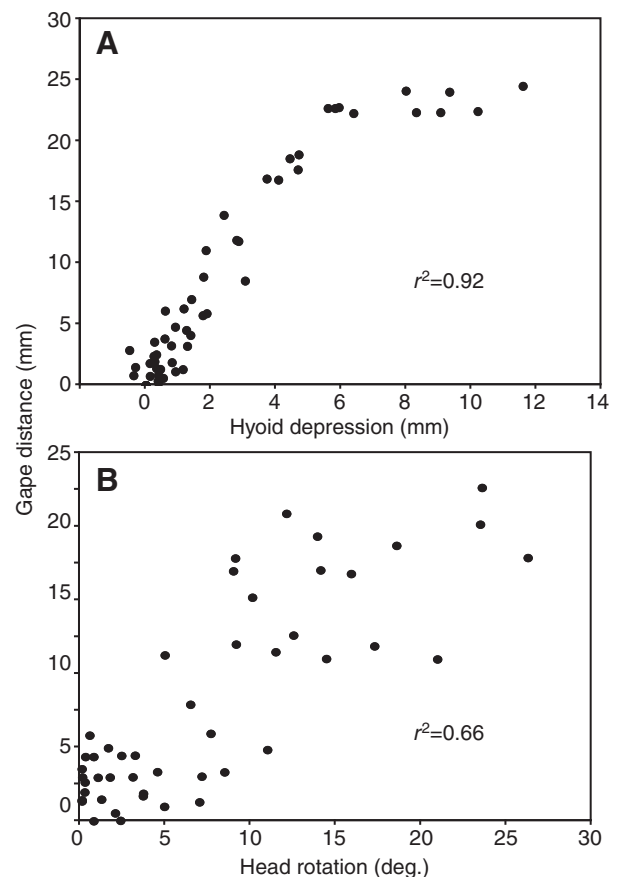 30
A
25
20
15
10
r²=0.92
5
0
0 2 4 6 8 10 12 14
Hyoid depression (mm)
Gape distance (mm)
25
B
20
15
10
r²=0.66
5
0
0 5 10 15 20 25 30
Head rotation (deg.)